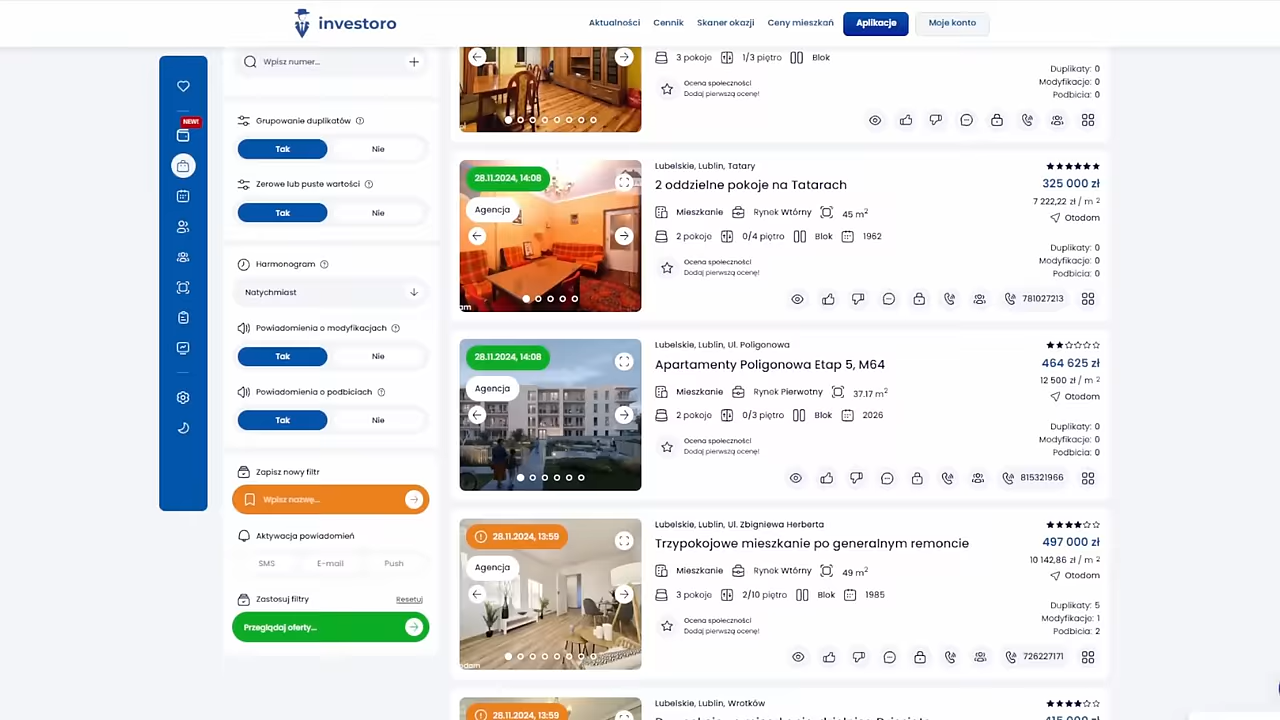 investoro
Aktualności
Cennik
Skaner okazji
Ceny mieszkań
Aplikacje
Moje konto
NEW!
Wpisz numer...
Grupowanie duplikatów
Tak
Nie
Zerowe lub puste wartości
Tak
Nie
Harmonogram
Natychmiast
Powiadomienia o modyfikacjach
Tak
Nie
Powiadomienia o podbiciach
Tak
Nie
Zapisz nowy filtr
Wpisz nazwę...
Aktywacja powiadomień
SMS
E-mail
Push
Zastosuj filtry
Resetuj
Przeglądaj oferty...
3 pokoje
1/3 piętro
Blok
Ocena społeczności
Dodaj pierwszą ocenę!
Duplikaty: 0
Modyfikacje: 0
Podbicia: 0
28.11.2024, 14:08
Agencja
Lubelskie, Lublin, Tatary
2 oddzielne pokoje na Tatarach
Mieszkanie
Rynek Wtórny
45 m²
2 pokoje
0/4 piętro
Blok
1962
Ocena społeczności
Dodaj pierwszą ocenę!
325 000 zł
7 222,22 zł / m ²
Otodom
Duplikaty: 0
Modyfikacje: 0
Podbicia: 0
781027213
28.11.2024, 14:08
Agencja
Lubelskie, Lublin, Ul. Poligonowa
Apartamenty Poligonowa Etap 5, M64
Mieszkanie
Rynek Pierwotny
37.17 m²
2 pokoje
0/3 piętro
Blok
2026
Ocena społeczności
Dodaj pierwszą ocenę!
464 625 zł
12 500 zł / m ²
Otodom
Duplikaty: 0
Modyfikacje: 0
Podbicia: 0
815321966
28.11.2024, 13:59
Agencja
Lubelskie, Lublin, Ul. Zbigniewa Herberta
Trzypokojowe mieszkanie po generalnym remoncie
Mieszkanie
Rynek Wtórny
49 m²
3 pokoje
2/10 piętro
Blok
1985
Ocena społeczności
Dodaj pierwszą ocenę!
497 000 zł
10 142,86 zł / m ²
Otodom
Duplikaty: 5
Modyfikacje: 1
Podbicia: 2
726227171
28.11.2024, 13:59
Lubelskie, Lublin, Wrotków